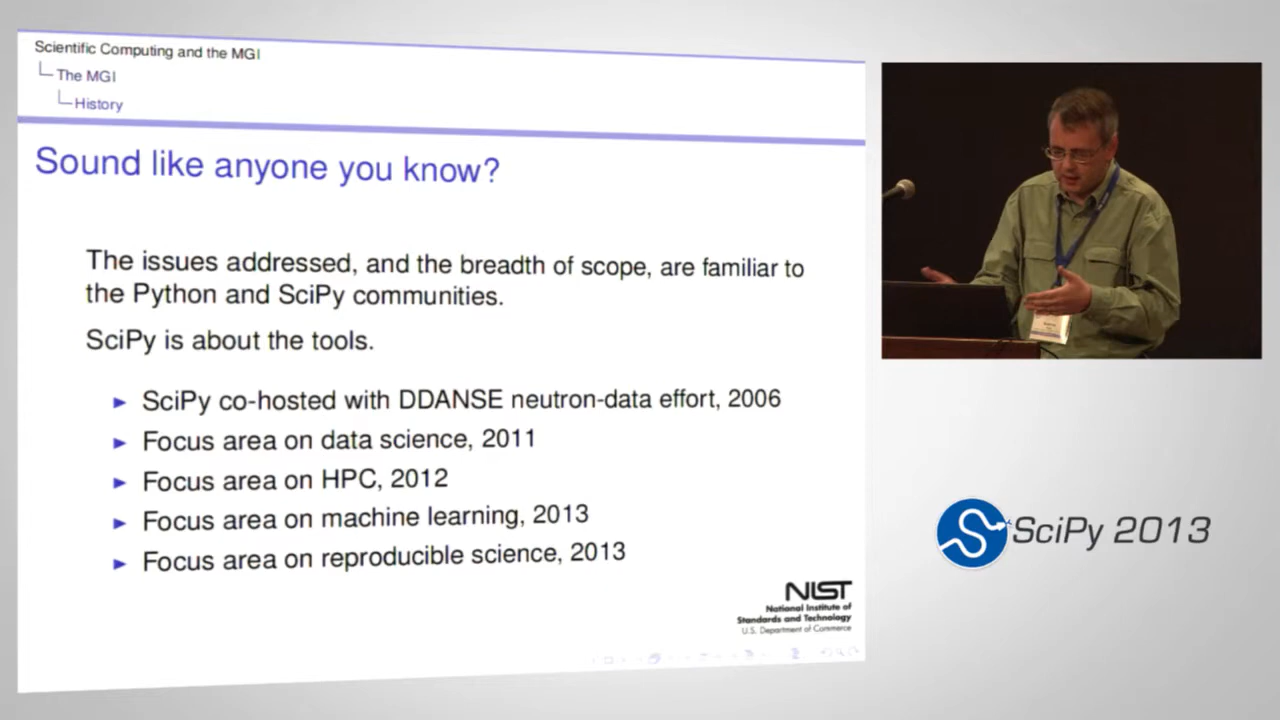 Scientific Computing and the MGI
The MGI
History
Sound like anyone you know?
The issues addressed, and the breadth of scope, are familiar to
the Python and SciPy communities.
SciPy is about the tools.
► SciPy co-hosted with DDANSE neutron-data effort, 2006
► Focus area on data science, 2011
► Focus area on HPC, 2012
► Focus area on machine learning, 2013
► Focus area on reproducible science, 2013
NIST
National Institute of
Standards and Technology
U.S. Department of Commerce
SciPy 2013